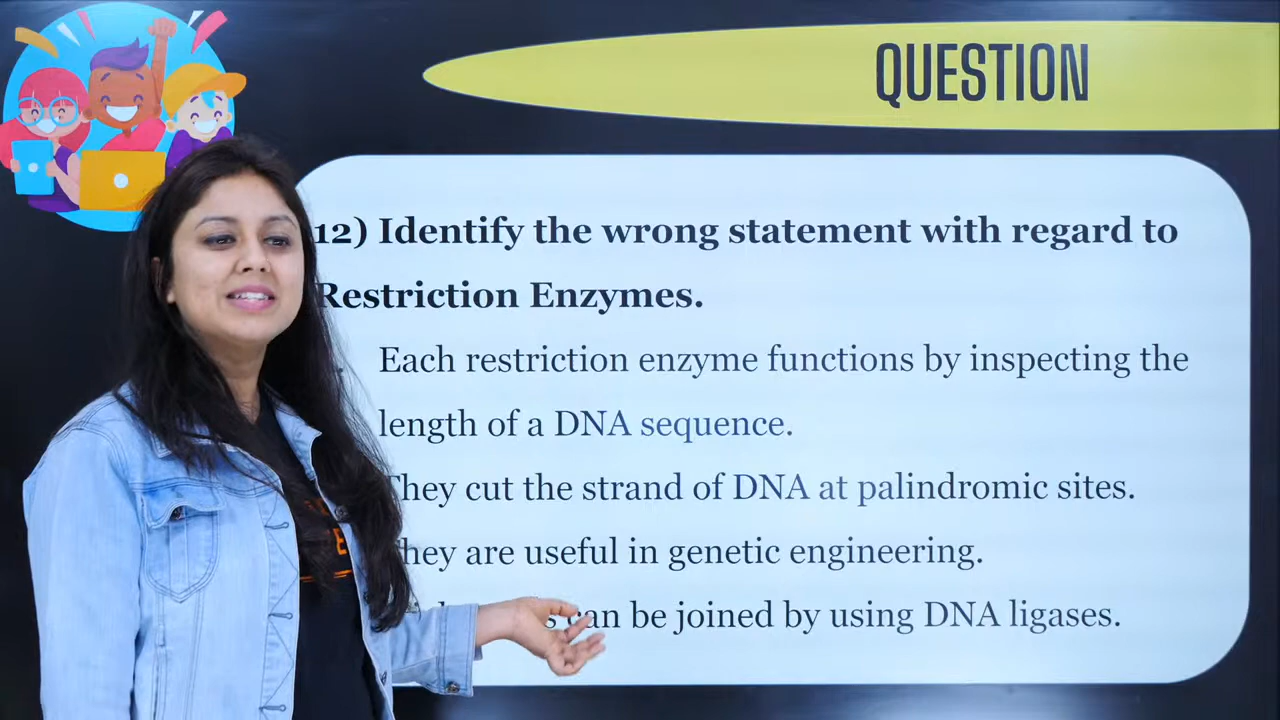 QUESTION
12) Identify the wrong statement with regard to
Restriction Enzymes.
Each restriction enzyme functions by inspecting the
length of a DNA sequence.
They cut the strand of DNA at palindromic sites.
They are useful in genetic engineering.
can be joined by using DNA ligases.